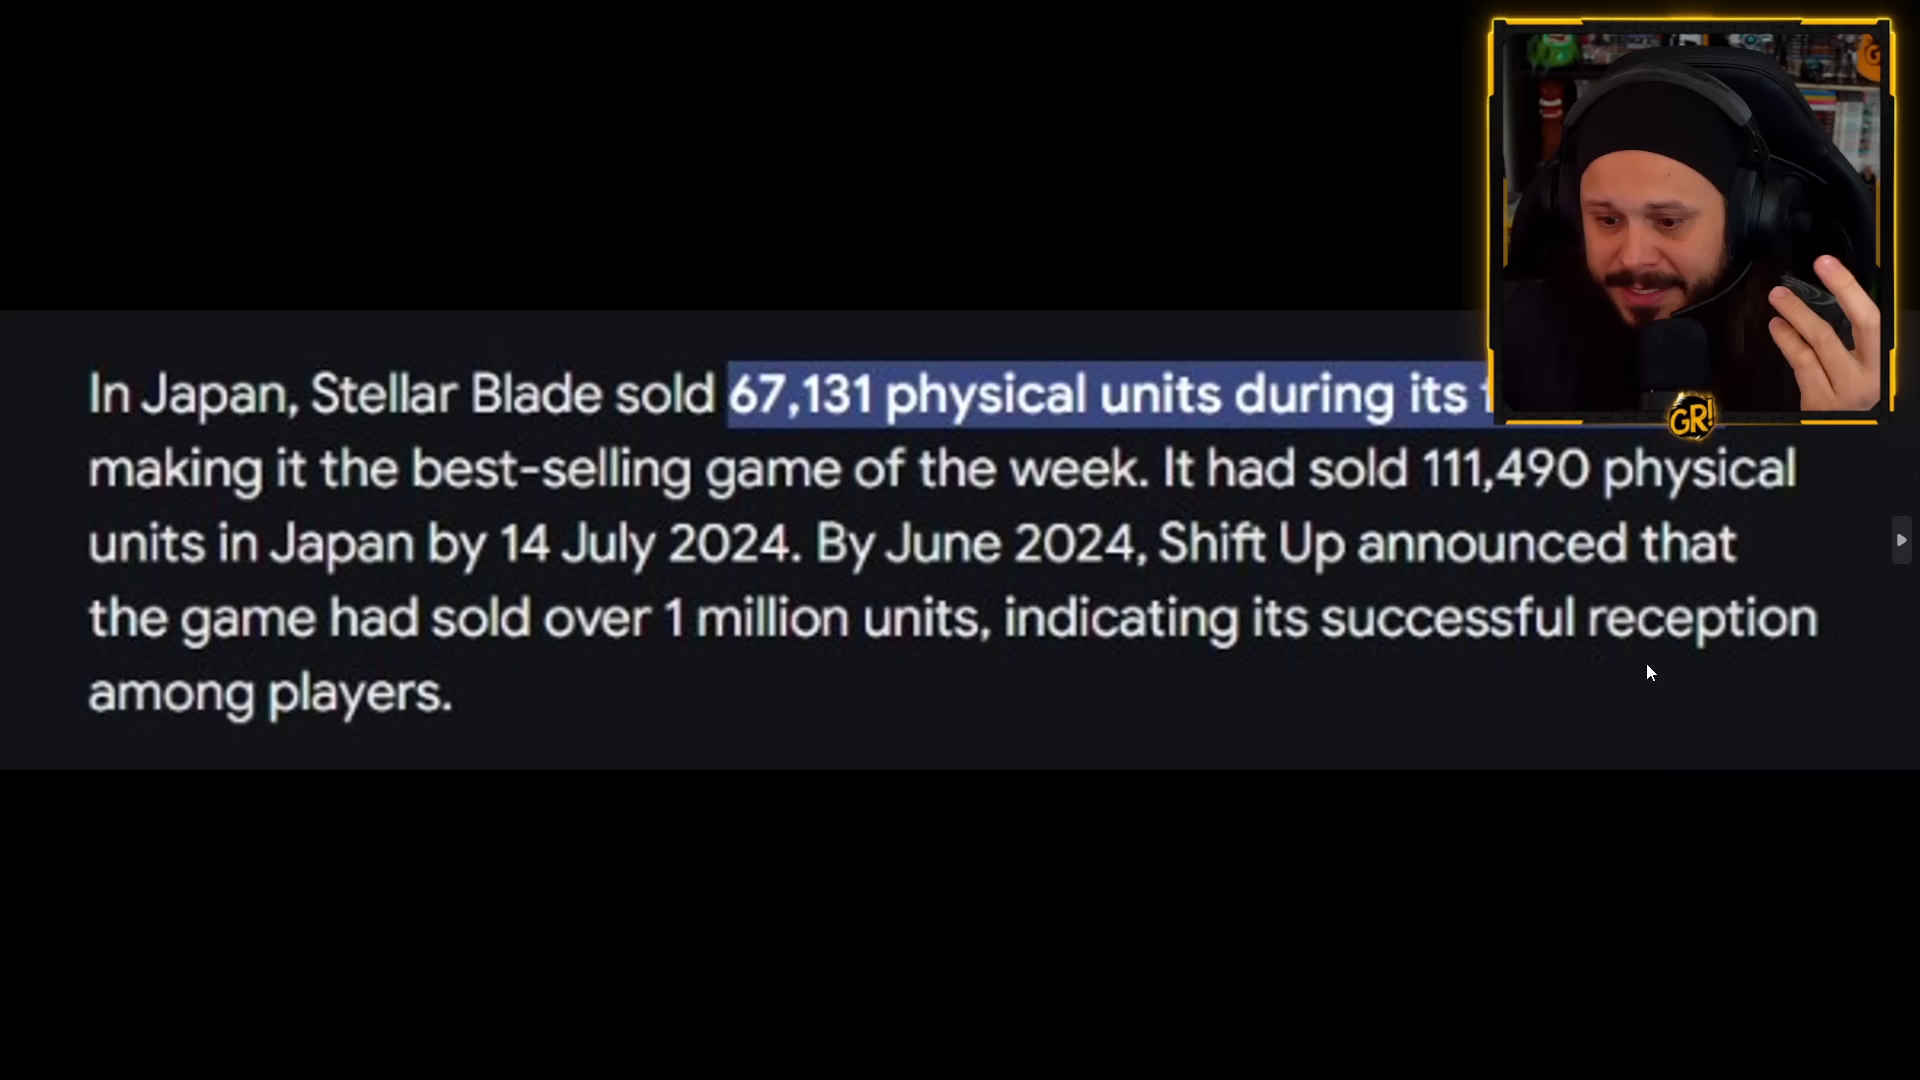 In Japan, Stellar Blade sold 67,131 physical units during its
making it the best-selling game of the week. It had sold 111,490 physical
units in Japan by 14 July 2024. By June 2024, Shift Up announced that
the game had sold over 1 million units, indicating its successful reception
among players.
GR!